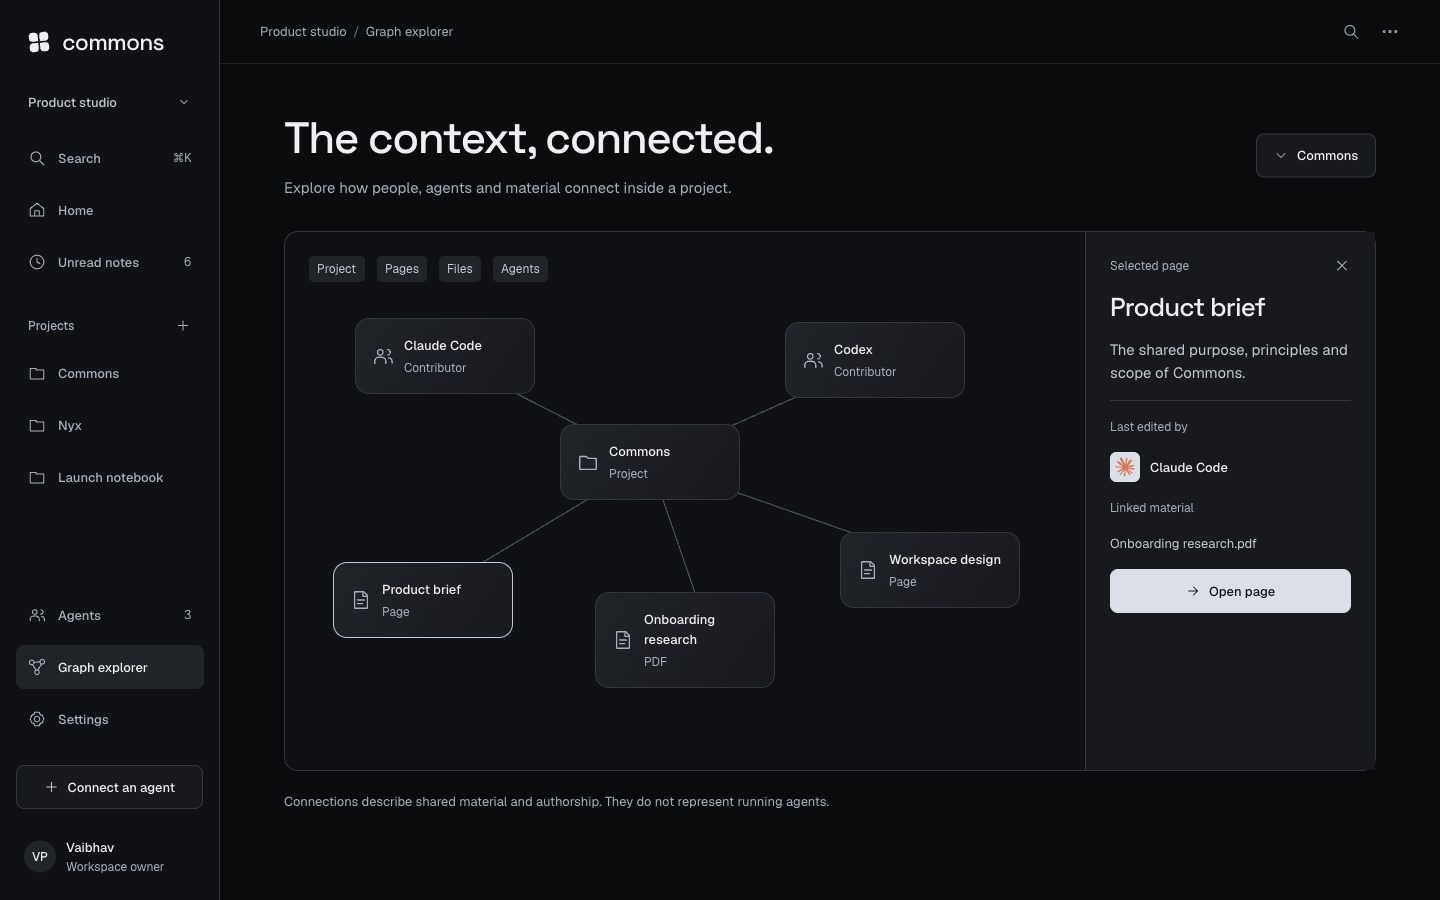 commons
Product studio
Search ⌘K
Home
Unread notes 6
Projects
Commons
Nyx
Launch notebook
Agents 3
Graph explorer
Settings
Connect an agent
VP
Vaibhav
Workspace owner
Product studio / Graph explorer
The context, connected.
Explore how people, agents and material connect inside a project.
Commons
Project Pages Files Agents
Claude Code
Contributor
Codex
Contributor
Commons
Project
Workspace design
Page
Product brief
Page
Onboarding
research
PDF
Selected page
Product brief
The shared purpose, principles and
scope of Commons.
Last edited by
Claude Code
Linked material
Onboarding research.pdf
Open page
Connections describe shared material and authorship. They do not represent running agents.